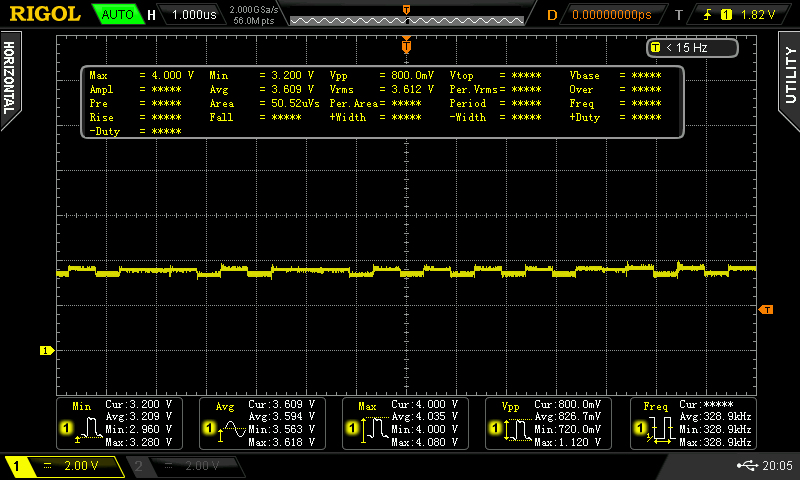 RIGOL AUTO H 1.000us 2.000GSa/s 56.0M pts T D 0.00000000ps T 1 1.82 V
HORIZONTAL
UTILITY
T
T < 15 Hz
Max = 4.000 V Min = 3.200 V Vpp = 800.0mV Vtop = ***** Vbase = *****
Ampl = ***** Avg = 3.609 V Vrms = 3.612 V Per.Vrms= ***** Over = *****
Pre = ***** Area = 50.52uVs Per.Area= ***** Period = ***** Freq = *****
Rise = ***** Fall = ***** +Width = ***** -Width = ***** +Duty = *****
-Duty = *****
T
1
Min Cur: 3.200 V
Avg: 3.209 V
1 Min: 2.960 V
Max: 3.280 V
Avg Cur: 3.609 V
Avg: 3.594 V
1 Min: 3.563 V
Max: 3.618 V
Max Cur: 4.000 V
Avg: 4.035 V
1 Min: 4.000 V
Max: 4.080 V
Vpp Cur: 800.0mV
Avg: 826.7mV
1 Min: 720.0mV
Max: 1.120 V
Freq Cur: *****
Avg: 328.9kHz
1 Min: 328.9kHz
Max: 328.9kHz
1 2.00 V 2 2.00 V 20:05